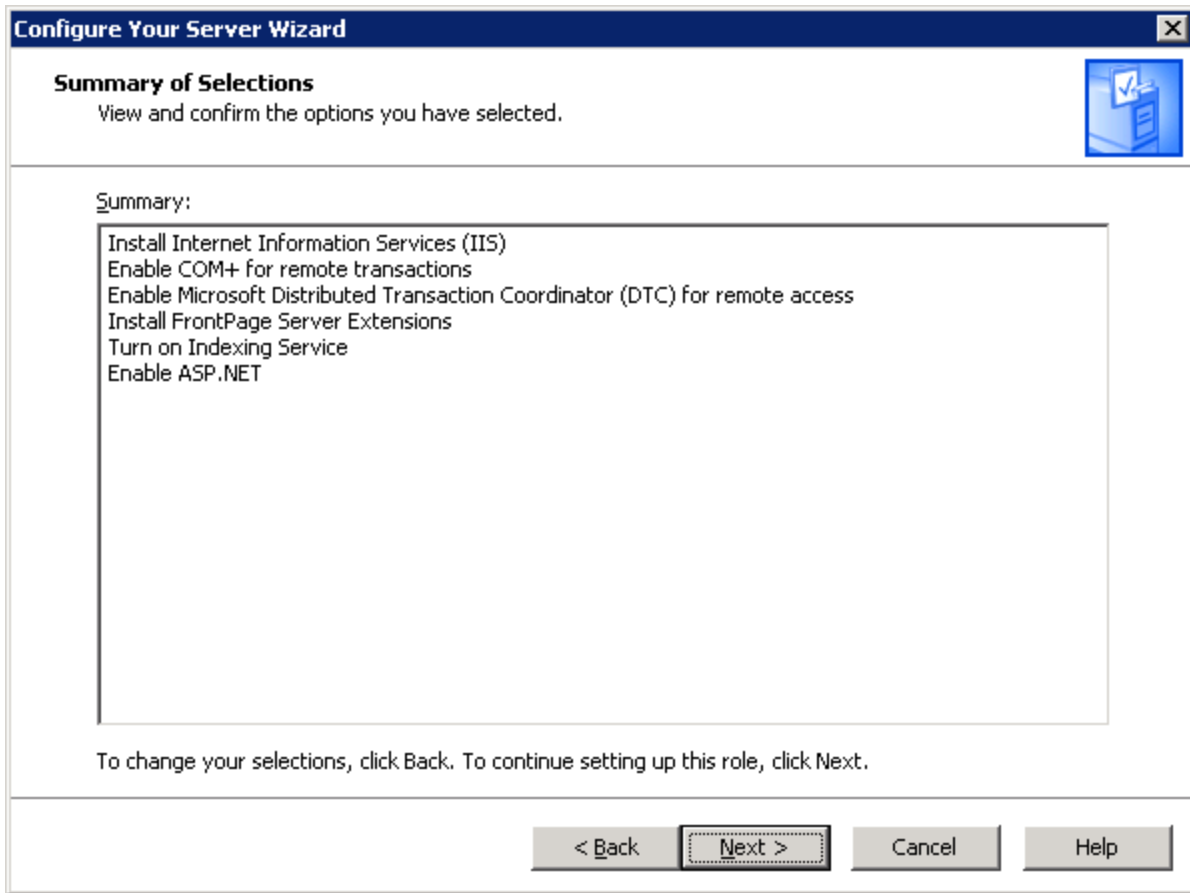 Configure Your Server Wizard
Summary of Selections
View and confirm the options you have selected.
Summary:
Install Internet Information Services (IIS)
Enable COM+ for remote transactions
Enable Microsoft Distributed Transaction Coordinator (DTC) for remote access
Install FrontPage Server Extensions
Turn on Indexing Service
Enable ASP.NET
To change your selections, click Back. To continue setting up this role, click Next.
< Back Next > Cancel Help